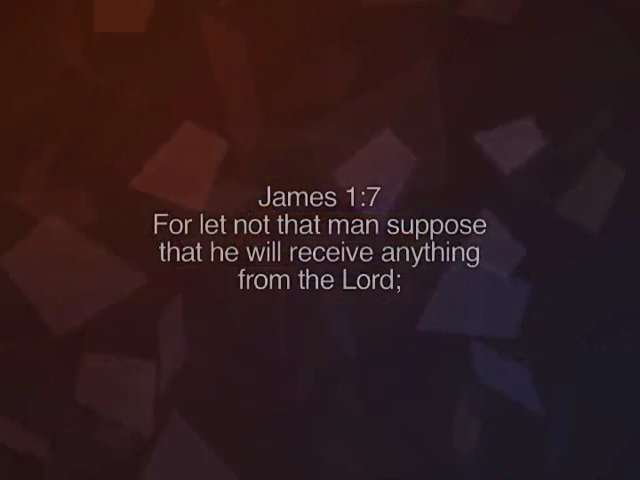 James 1:7
For let not that man suppose
that he will receive anything
from the Lord;